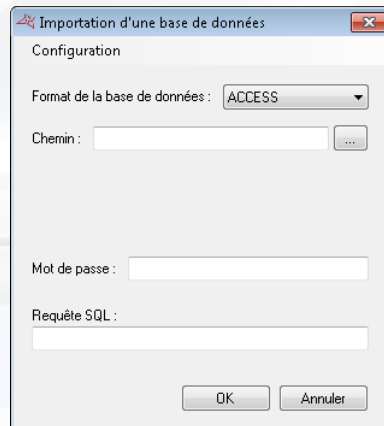 Importation d'une base de données
Configuration
Format de la base de données : ACCESS
Chemin : ...
Mot de passe :
Requête SQL :
OK Annuler